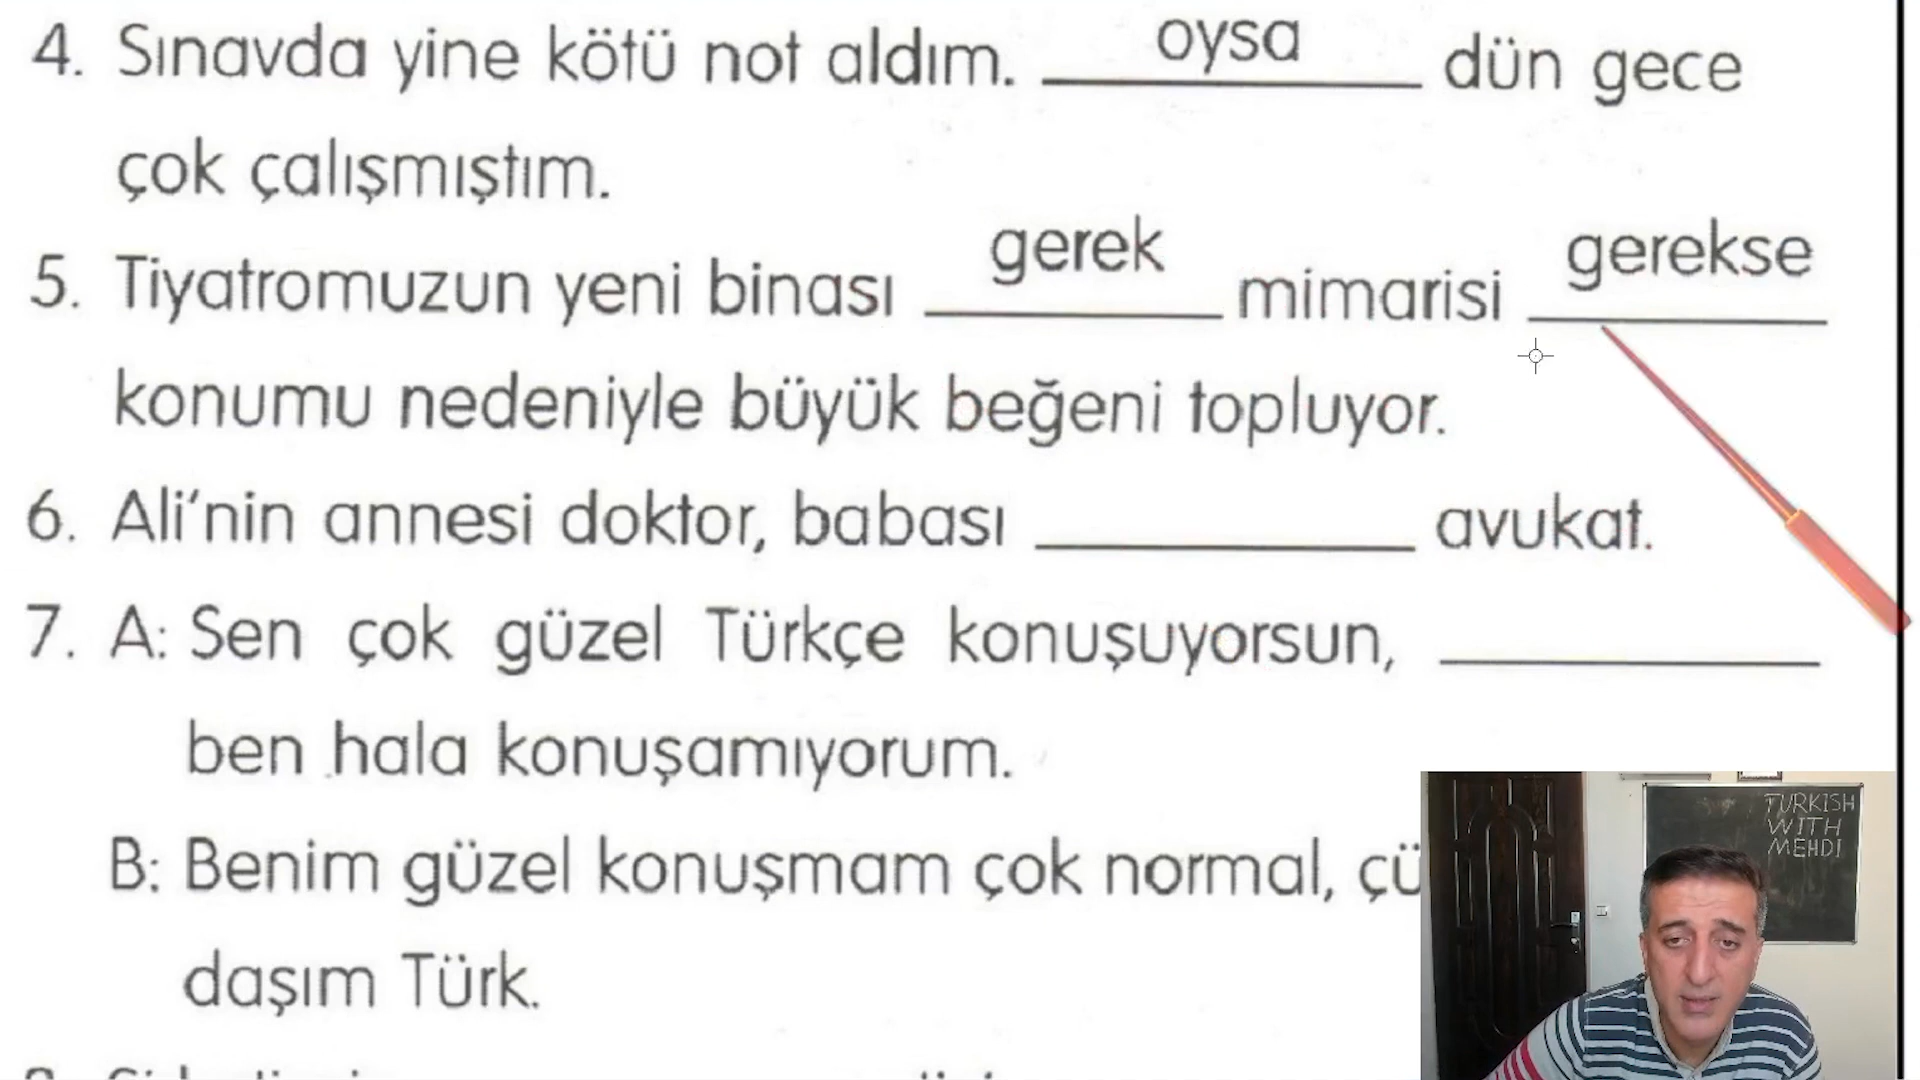 4. Sınavda yine kötü not aldım. oysa dün gece
çok çalışmıştım.
5. Tiyatromuzun yeni binası gerek mimarisi gerekse
konumu nedeniyle büyük beğeni topluyor.
6. Ali'nin annesi doktor, babası ________ avukat.
7. A: Sen çok güzel Türkçe konuşuyorsun, ________
ben hala konuşamıyorum.
B: Benim güzel konuşmam çok normal, çü
daşım Türk.
TURKISH
WITH
MEHDI